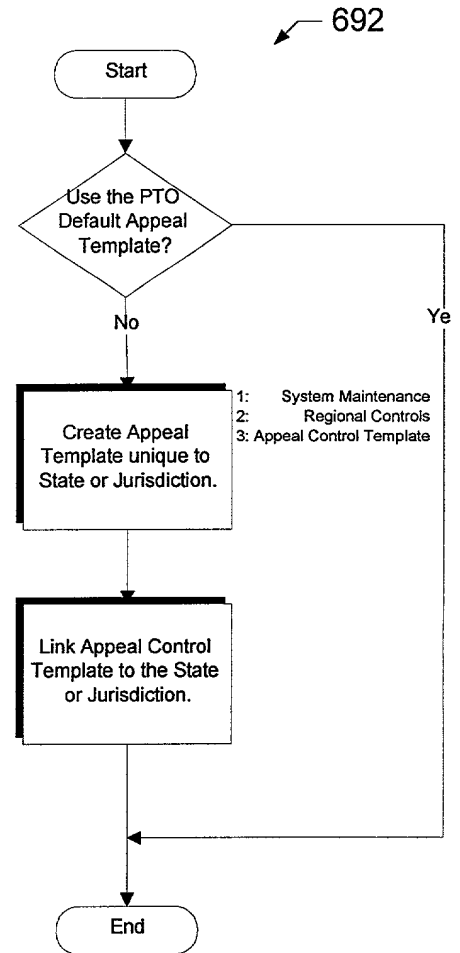 692
Start
Use the PTO
Default Appeal
Template?
No
Ye
1: System Maintenance
2: Regional Controls
3: Appeal Control Template
Create Appeal
Template unique to
State or Jurisdiction.
Link Appeal Control
Template to the State
or Jurisdiction.
End